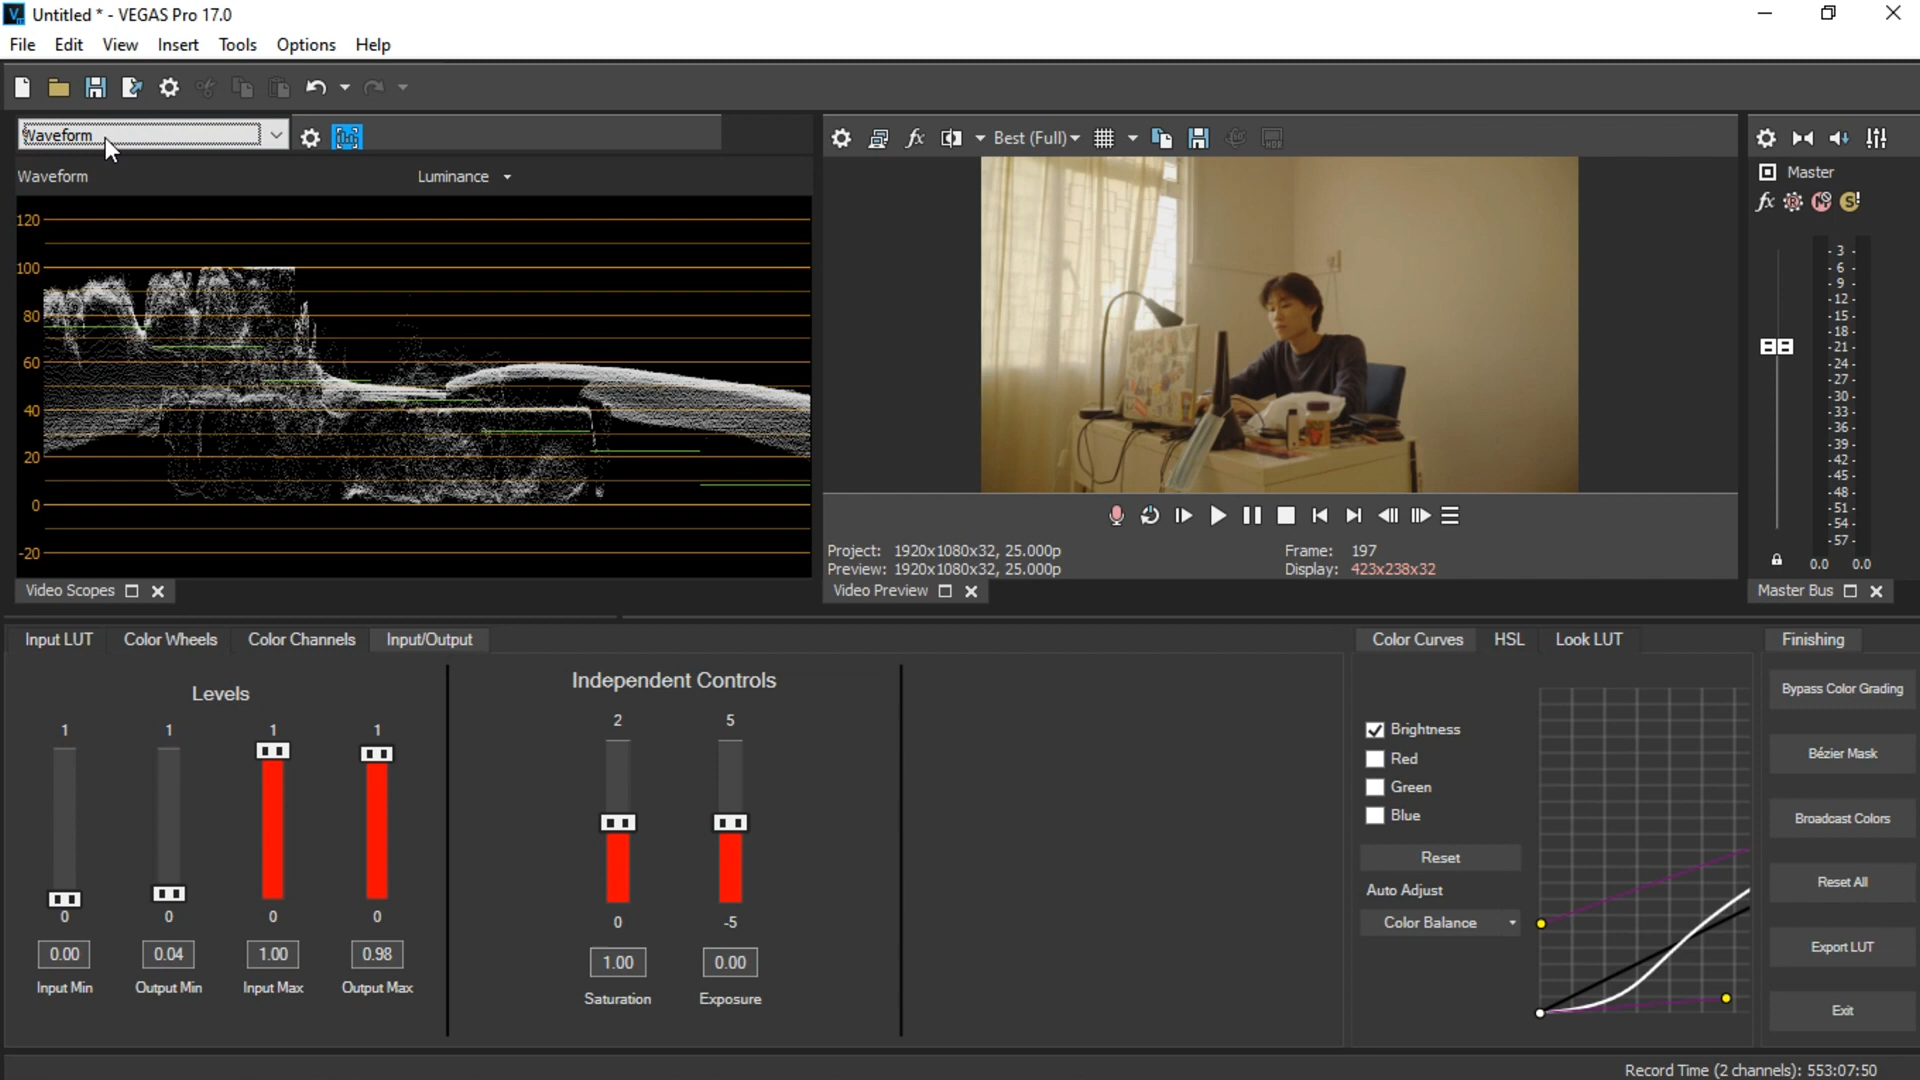 Untitled * - VEGAS Pro 17.0
File Edit View Insert Tools Options Help
Waveform
Best (Full)
Waveform
Luminance
120
100
80
60
40
20
0
-20
Video Scopes
Project: 1920x1080x32, 25.000p
Preview: 1920x1080x32, 25.000p
Frame: 197
Display: 423x238x32
Video Preview
Master
- 3 -
- 6 -
- 9 -
-12-
-15-
-18-
-21-
-24-
-27-
-30-
-33-
-36-
-39-
-42-
-45-
-48-
-51-
-54-
-57-
0.0 0.0
Master Bus
Input LUT Color Wheels Color Channels Input/Output
Levels
1 1 1 1
0 0 0 0
0.00 0.04 1.00 0.98
Input Min Output Min Input Max Output Max
Independent Controls
2 5
0 -5
1.00 0.00
Saturation Exposure
Color Curves HSL Look LUT
Brightness
Red
Green
Blue
Reset
Auto Adjust
Color Balance
Finishing
Bypass Color Grading
Bézier Mask
Broadcast Colors
Reset All
Export LUT
Exit
Record Time (2 channels): 553:07:50